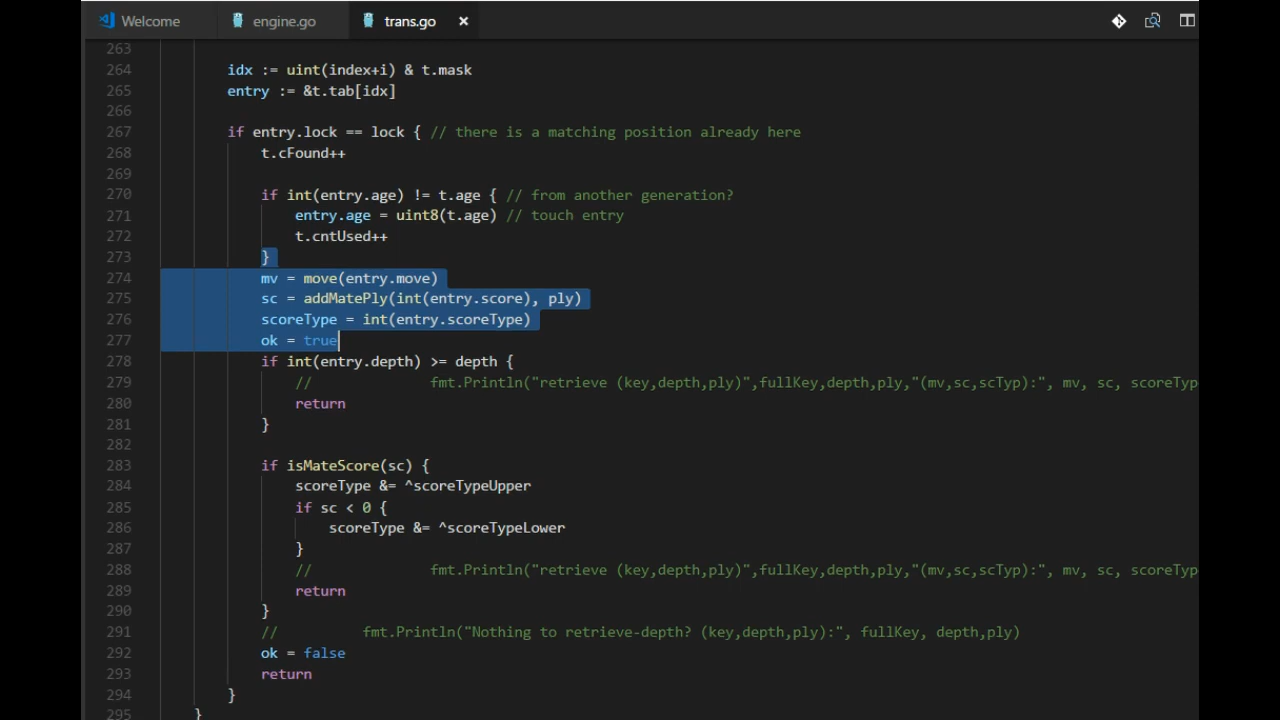 Welcome engine.go trans.go ×
263
264 idx := uint(index+i) & t.mask
265 entry := &t.tab[idx]
266
267 if entry.lock == lock { // there is a matching position already here
268 t.cFound++
269
270 if int(entry.age) != t.age { // from another generation?
271 entry.age = uint8(t.age) // touch entry
272 t.cntUsed++
273 }
274 mv = move(entry.move)
275 sc = addMatePly(int(entry.score), ply)
276 scoreType = int(entry.scoreType)
277 ok = true
278 if int(entry.depth) >= depth {
279 // fmt.Println("retrieve (key,depth,ply)",fullKey,depth,ply,"(mv,sc,scTyp):", mv, sc, scoreTyp
280 return
281 }
282
283 if isMateScore(sc) {
284 scoreType &= ^scoreTypeUpper
285 if sc < 0 {
286 scoreType &= ^scoreTypeLower
287 }
288 // fmt.Println("retrieve (key,depth,ply)",fullKey,depth,ply,"(mv,sc,scTyp):", mv, sc, scoreTyp
289 return
290 }
291 // fmt.Println("Nothing to retrieve-depth? (key,depth,ply):", fullKey, depth,ply)
292 ok = false
293 return
294 }
295 }